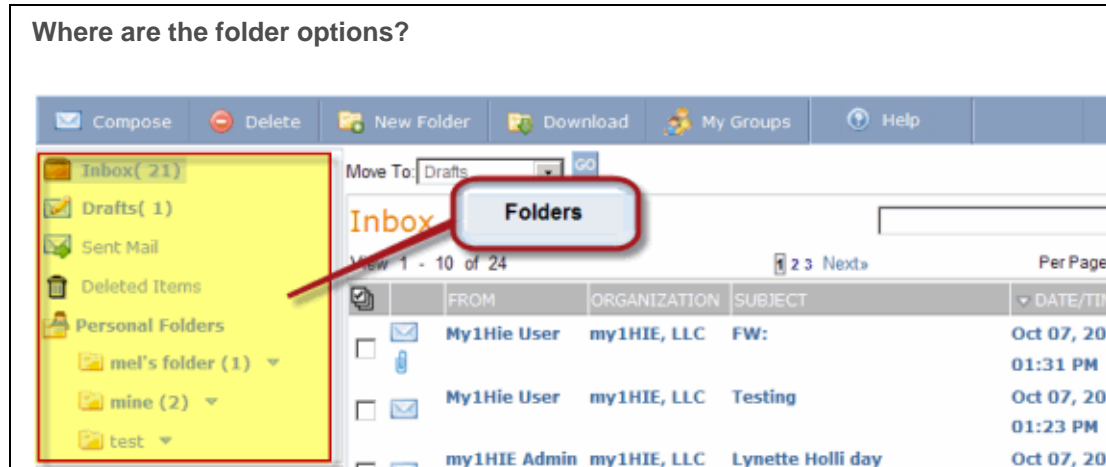 Where are the folder options?
Compose Delete New Folder Download My Groups Help
Inbox( 21)
Drafts( 1)
Sent Mail
Deleted Items
Personal Folders
mel's folder (1)
mine (2)
test
Move To: Drafts GO
Folders
Inbox
View 1 - 10 of 24 1 2 3 Next» Per Page
FROM ORGANIZATION SUBJECT DATE/TIM
My1Hie User my1HIE, LLC FW: Oct 07, 20
01:31 PM
My1Hie User my1HIE, LLC Testing Oct 07, 20
01:23 PM
my1HIE Admin my1HIE, LLC Lynette Holli day Oct 07, 20